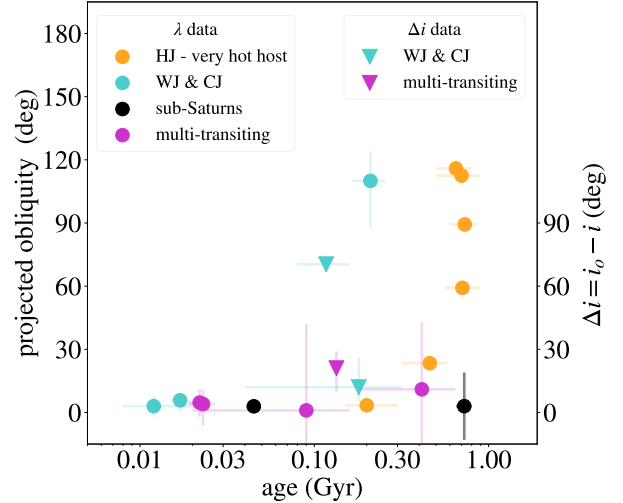 λ data
HJ - very hot host
WJ & CJ
sub-Saturns
multi-transiting
Δi data
WJ & CJ
multi-transiting
projected obliquity (deg)
180
150
120
90
60
30
0
90
60
30
0
Δi = i_o − i (deg)
0.01
0.03
0.10
0.30
1.00
age (Gyr)